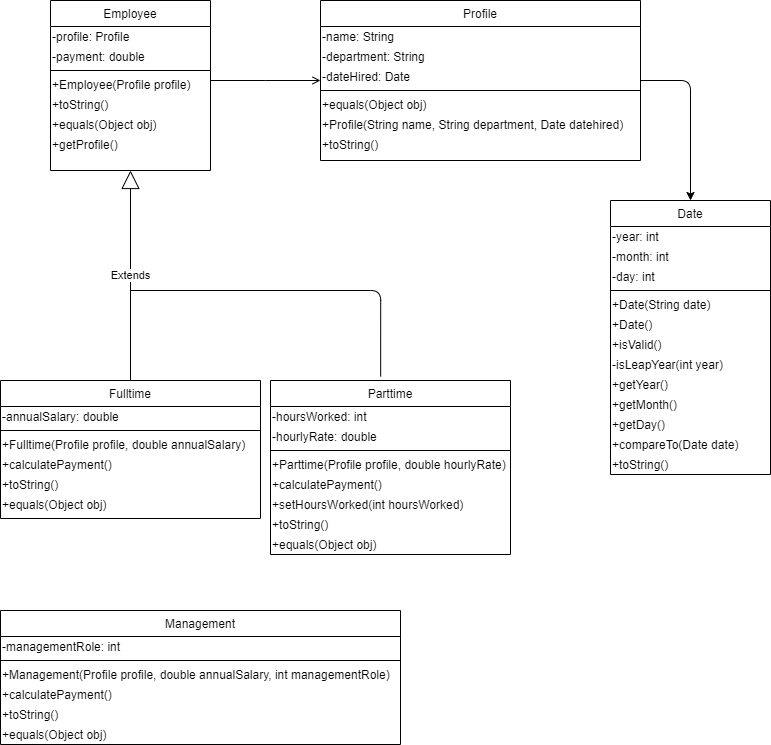 Employee
-profile: Profile
-payment: double
+Employee(Profile profile)
+toString()
+equals(Object obj)
+getProfile()
Profile
-name: String
-department: String
-dateHired: Date
+equals(Object obj)
+Profile(String name, String department, Date datehired)
+toString()
Date
-year: int
-month: int
-day: int
+Date(String date)
+Date()
+isValid()
-isLeapYear(int year)
+getYear()
+getMonth()
+getDay()
+compareTo(Date date)
+toString()
Extends
Fulltime
-annualSalary: double
+Fulltime(Profile profile, double annualSalary)
+calculatePayment()
+toString()
+equals(Object obj)
Parttime
-hoursWorked: int
-hourlyRate: double
+Parttime(Profile profile, double hourlyRate)
+calculatePayment()
+setHoursWorked(int hoursWorked)
+toString()
+equals(Object obj)
Management
-managementRole: int
+Management(Profile profile, double annualSalary, int managementRole)
+calculatePayment()
+toString()
+equals(Object obj)